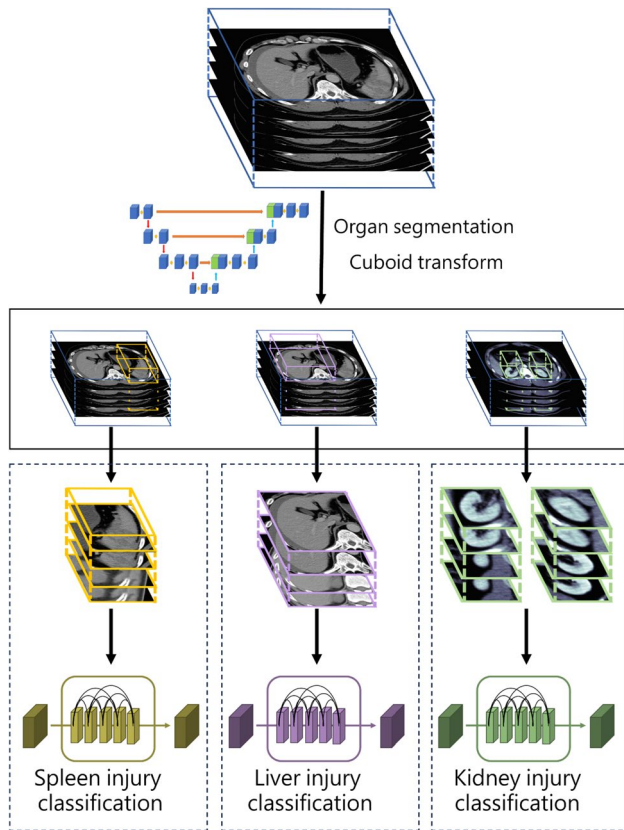 Organ segmentation
Cuboid transform
Spleen injury
classification
Liver injury
classification
Kidney injury
classification